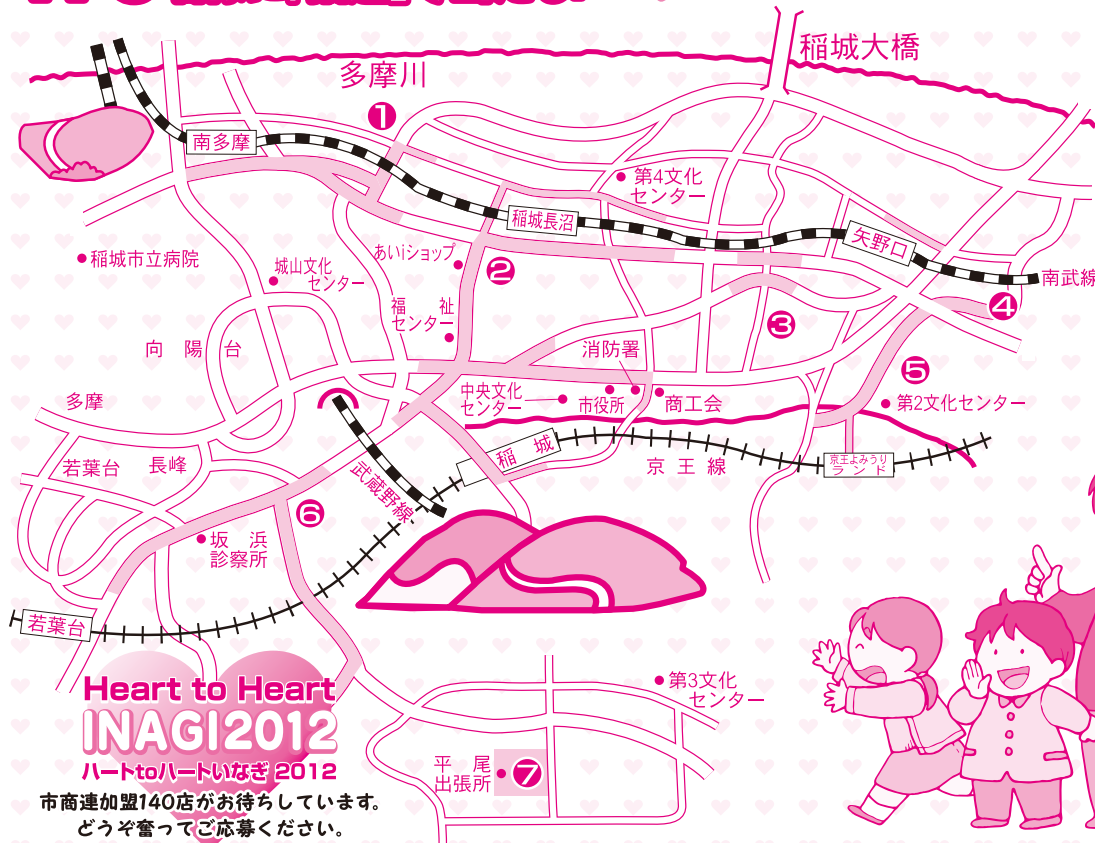 稲城大橋
多摩川
❶
南多摩
第4文化
センター
稲城長沼
矢野口
稲城市立病院
あいiショップ
❷
城山文化
センター
南武線
❹
福祉
センター
❸
向陽台
消防署
❺
中央文化
センター
市役所
商工会
第2文化センター
多摩
若葉台
長峰
稲城
京王線
京王よみうり
ランド
武蔵野線
❻
坂浜
診察所
若葉台
Heart to Heart
INAGI2012
ハートtoハートいなぎ 2012
市商連加盟140店がお待ちしています。
どうぞ奮ってご応募ください。
第3文化
センター
平尾
出張所
❼